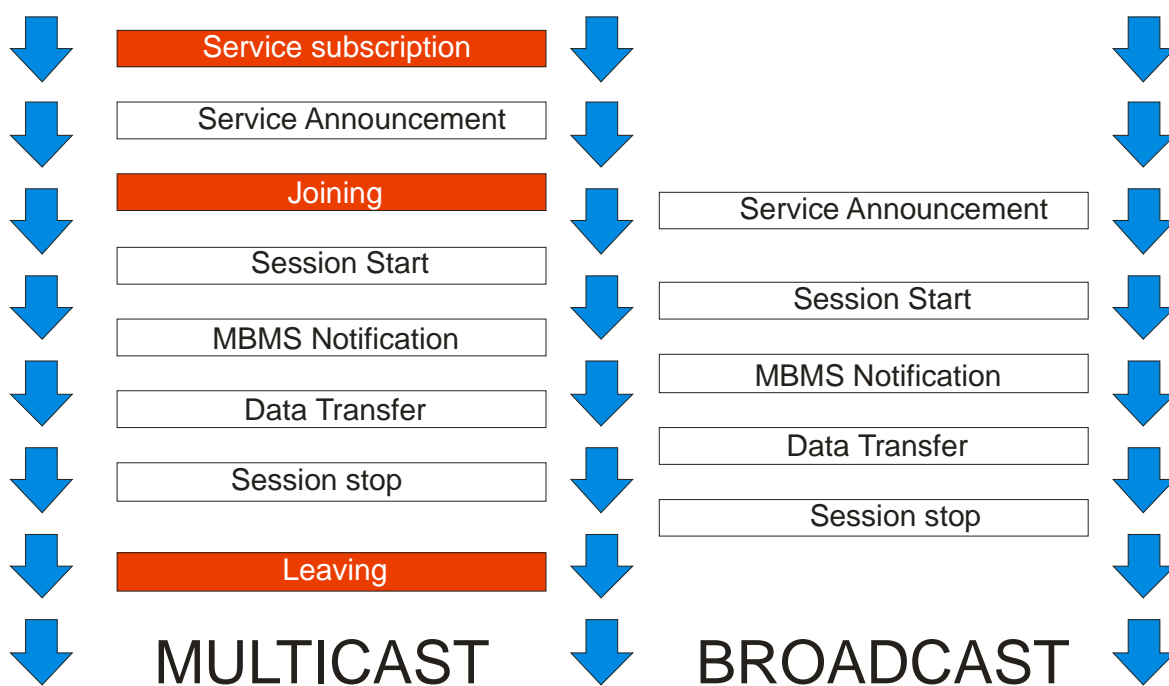 Service subscription
Service Announcement
Joining
Session Start
MBMS Notification
Data Transfer
Session stop
Leaving
MULTICAST
Service Announcement
Session Start
MBMS Notification
Data Transfer
Session stop
BROADCAST